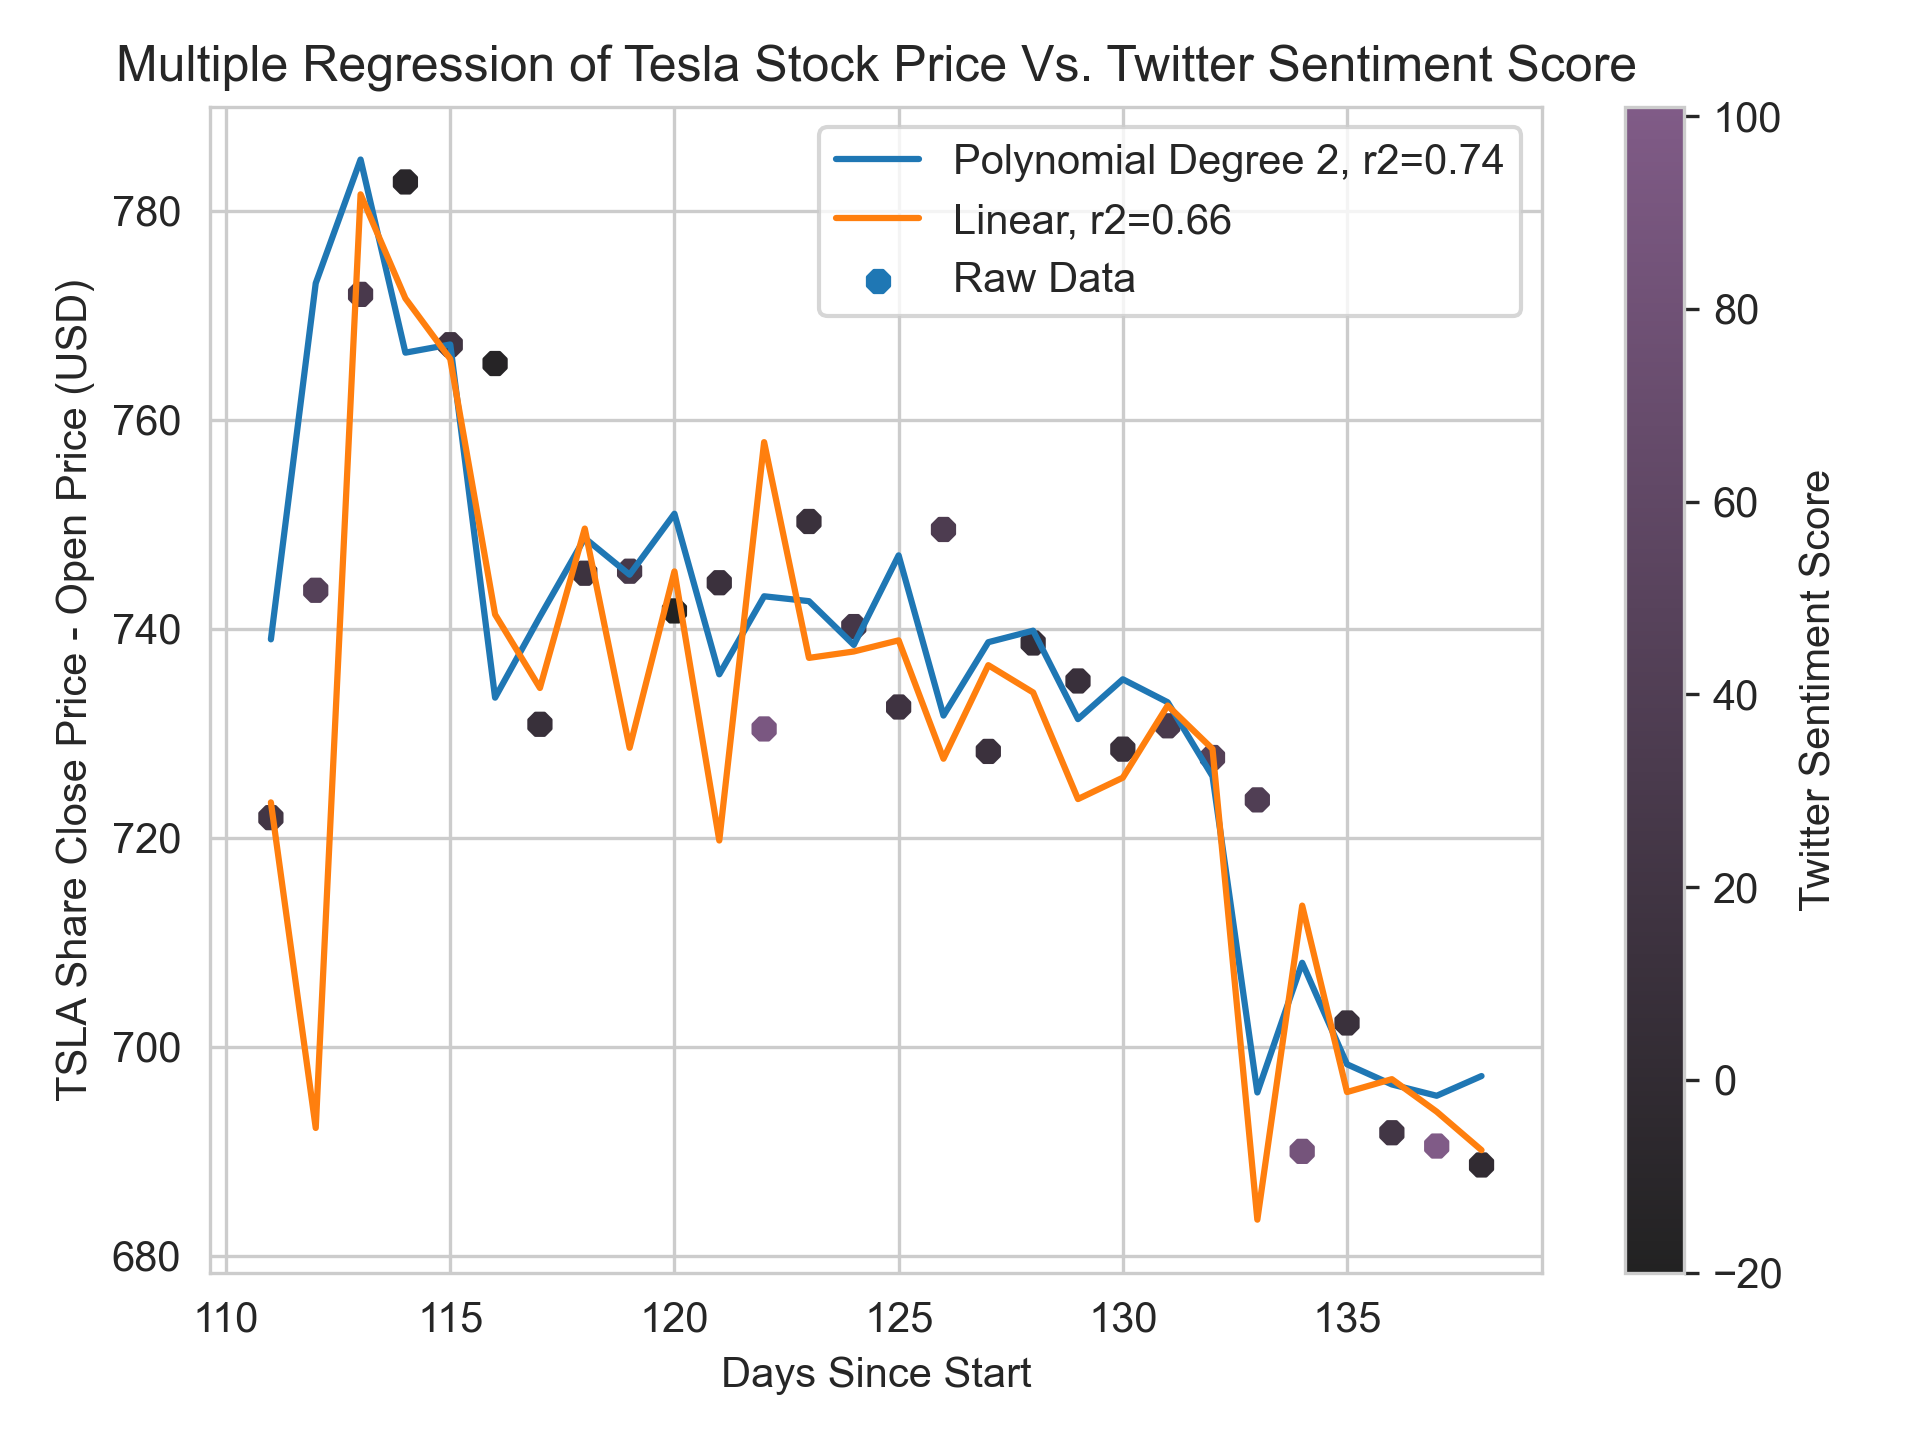 Multiple Regression of Tesla Stock Price Vs. Twitter Sentiment Score
Polynomial Degree 2, r2=0.74
Linear, r2=0.66
Raw Data
TSLA Share Close Price - Open Price (USD)
780
760
740
720
700
680
110
115
120
125
130
135
Days Since Start
100
80
60
40
20
0
−20
Twitter Sentiment Score